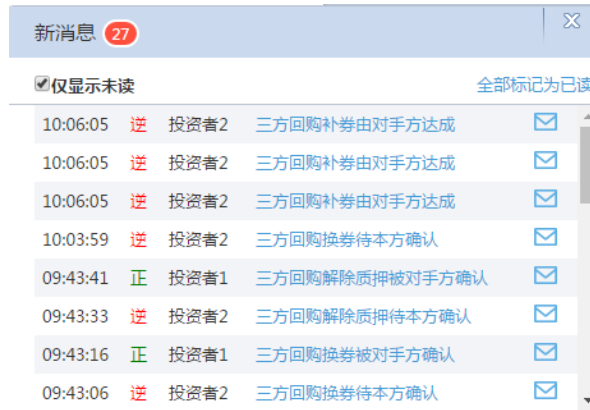 新消息 27
仅显示未读 全部标记为已读
10:06:05 逆 投资者2 三方回购补券由对手方达成
10:06:05 逆 投资者2 三方回购补券由对手方达成
10:06:05 逆 投资者2 三方回购补券由对手方达成
10:03:59 逆 投资者2 三方回购换券待本方确认
09:43:41 正 投资者1 三方回购解除质押被对手方确认
09:43:33 逆 投资者2 三方回购解除质押待本方确认
09:43:16 正 投资者1 三方回购换券被对手方确认
09:43:06 逆 投资者2 三方回购换券待本方确认